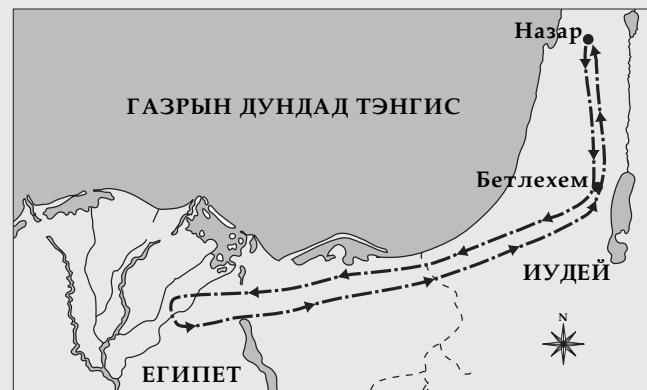 Назар
ГАЗРЫН ДУНДАД ТЭНГИС
Бетлехем
ИУДЕЙ
N
ЕГИПЕТ